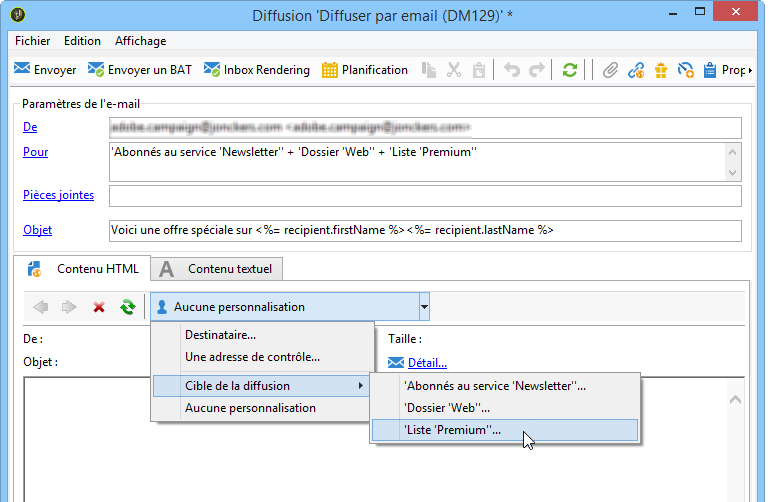 Diffusion 'Diffuser par email (DM129)' *
Fichier Edition Affichage
Envoyer Envoyer un BAT Inbox Rendering Planification Prop
Paramètres de l'e-mail
De
Pour 'Abonnés au service 'Newsletter'' + 'Dossier 'Web'' + 'Liste 'Premium''
Pièces jointes
Objet Voici une offre spéciale sur <%= recipient.firstName %><%= recipient.lastName %>
Contenu HTML Contenu textuel
Aucune personnalisation
De : Destinataire... Taille :
Une adresse de contrôle...
Objet : Détail...
Cible de la diffusion 'Abonnés au service 'Newsletter''...
Aucune personnalisation 'Dossier 'Web''...
'Liste 'Premium''...